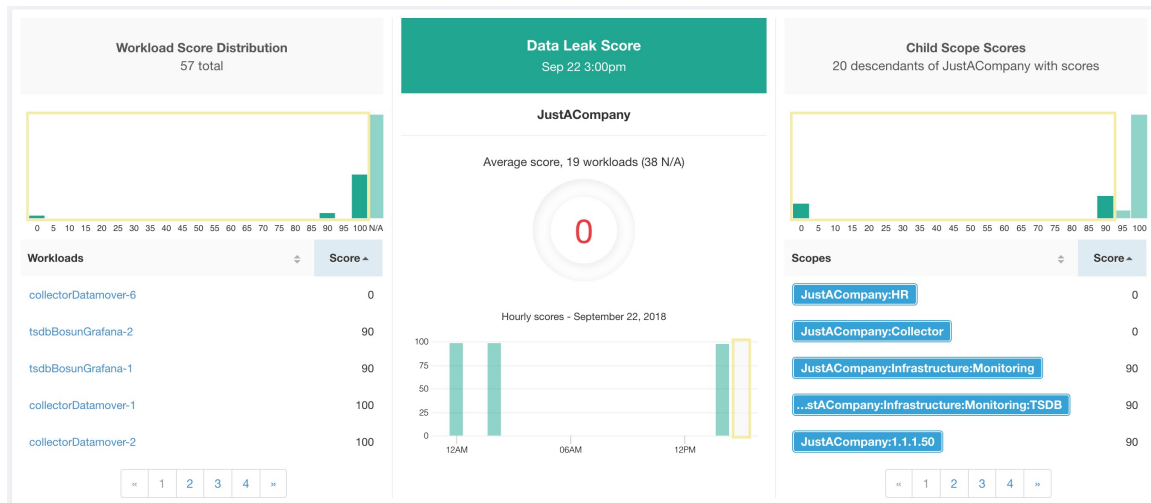 Workload Score Distribution
57 total
0 5 10 15 20 25 30 35 40 45 50 55 60 65 70 75 80 85 90 95 100 N/A
Workloads Score
collectorDatamover-6 0
tsdbBosunGrafana-2 90
tsdbBosunGrafana-1 90
collectorDatamover-1 100
collectorDatamover-2 100
« 1 2 3 4 »
Data Leak Score
Sep 22 3:00pm
JustACompany
Average score, 19 workloads (38 N/A)
0
Hourly scores - September 22, 2018
100
75
50
25
0
12AM 06AM 12PM
Child Scope Scores
20 descendants of JustACompany with scores
0 5 10 15 20 25 30 35 40 45 50 55 60 65 70 75 80 85 90 95 100
Scopes Score
JustACompany:HR 0
JustACompany:Collector 0
JustACompany:Infrastructure:Monitoring 90
...stACompany:Infrastructure:Monitoring:TSDB 90
JustACompany:1.1.1.50 90
« 1 2 3 4 »